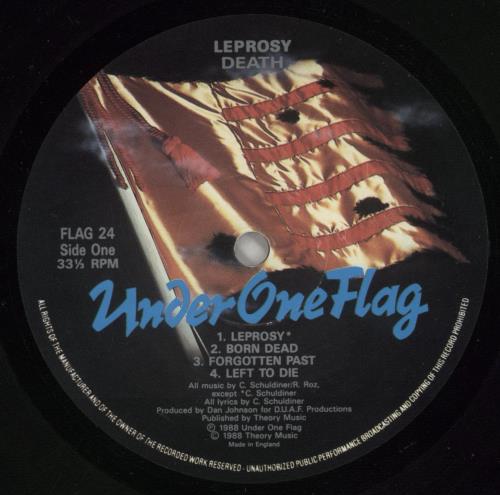 LEPROSY
DEATH
FLAG 24
Side One
33⅓ RPM
Under One Flag
1. LEPROSY*
2. BORN DEAD
3. FORGOTTEN PAST
4. LEFT TO DIE
All music by C. Schuldiner/R. Roz,
except *C. Schuldiner
All lyrics by C. Schuldiner
Produced by Dan Johnson for D.U.A.F. Productions
Published by Theory Music
℗ 1988 Under One Flag
© 1988 Theory Music
Made in England
ALL RIGHTS OF THE MANUFACTURER AND OF THE OWNER OF THE RECORDED WORK RESERVED - UNAUTHORIZED PUBLIC PERFORMANCE BROADCASTING AND COPYING OF THIS RECORD PROHIBITED